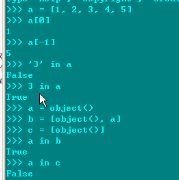 >>> a = [1, 2, 3, 4, 5]
>>> a[0]
1
>>> a[-1]
5
>>> '3' in a
False
>>> 3 in a
True
>>> a = object()
>>> b = [object(), a]
>>> c = [object()]
>>> a in b
True
>>> a in c
False